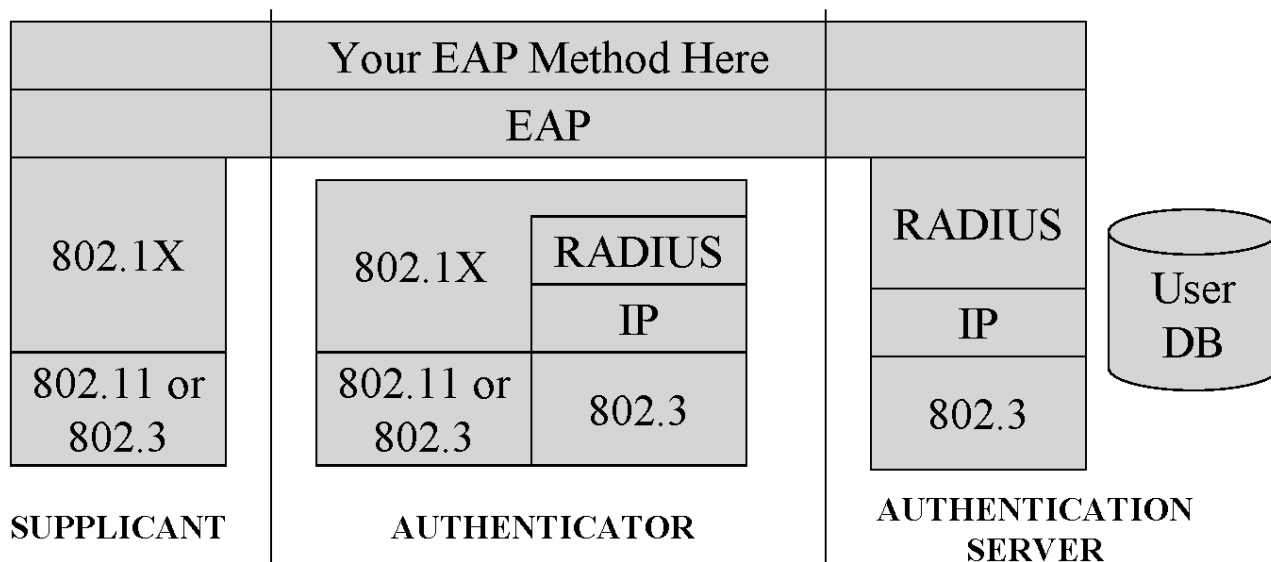 Your EAP Method Here
EAP
802.1X
802.11 or
802.3
SUPPLICANT
802.1X
RADIUS
IP
802.11 or
802.3
802.3
AUTHENTICATOR
RADIUS
IP
802.3
AUTHENTICATION
SERVER
User
DB